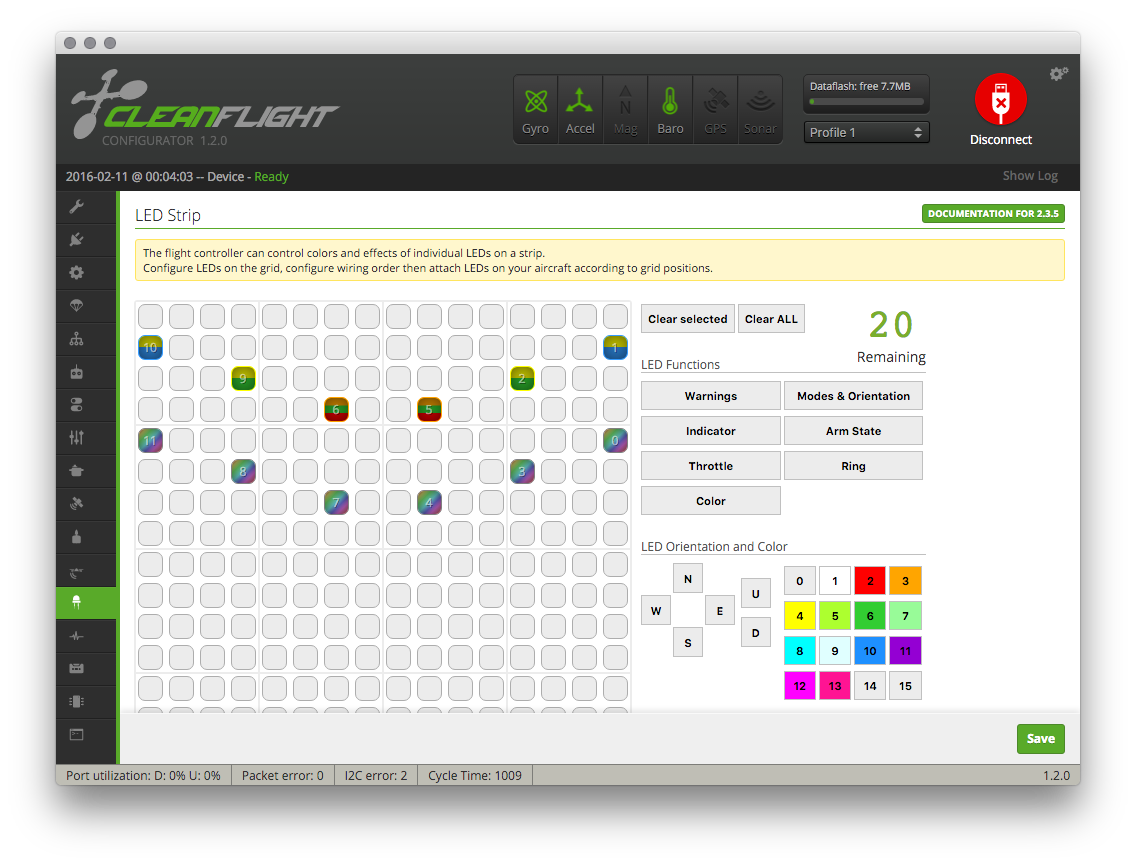 CLEANFLIGHT
CONFIGURATOR 1.2.0
Gyro Accel Mag Baro GPS Sonar
N
Dataflash: free 7.7MB
Profile 1
Disconnect
2016-02-11 @ 00:04:03 -- Device - Ready
Show Log
LED Strip
DOCUMENTATION FOR 2.3.5
The flight controller can control colors and effects of individual LEDs on a strip.
Configure LEDs on the grid, configure wiring order then attach LEDs on your aircraft according to grid positions.
10 1
9 2
6 5
11 0
8 3
7 4
Clear selected Clear ALL
20
Remaining
LED Functions
Warnings Modes & Orientation
Indicator Arm State
Throttle Ring
Color
LED Orientation and Color
N
W E
S
U
D
0 1 2 3
4 5 6 7
8 9 10 11
12 13 14 15
Save
Port utilization: D: 0% U: 0% Packet error: 0 I2C error: 2 Cycle Time: 1009 1.2.0